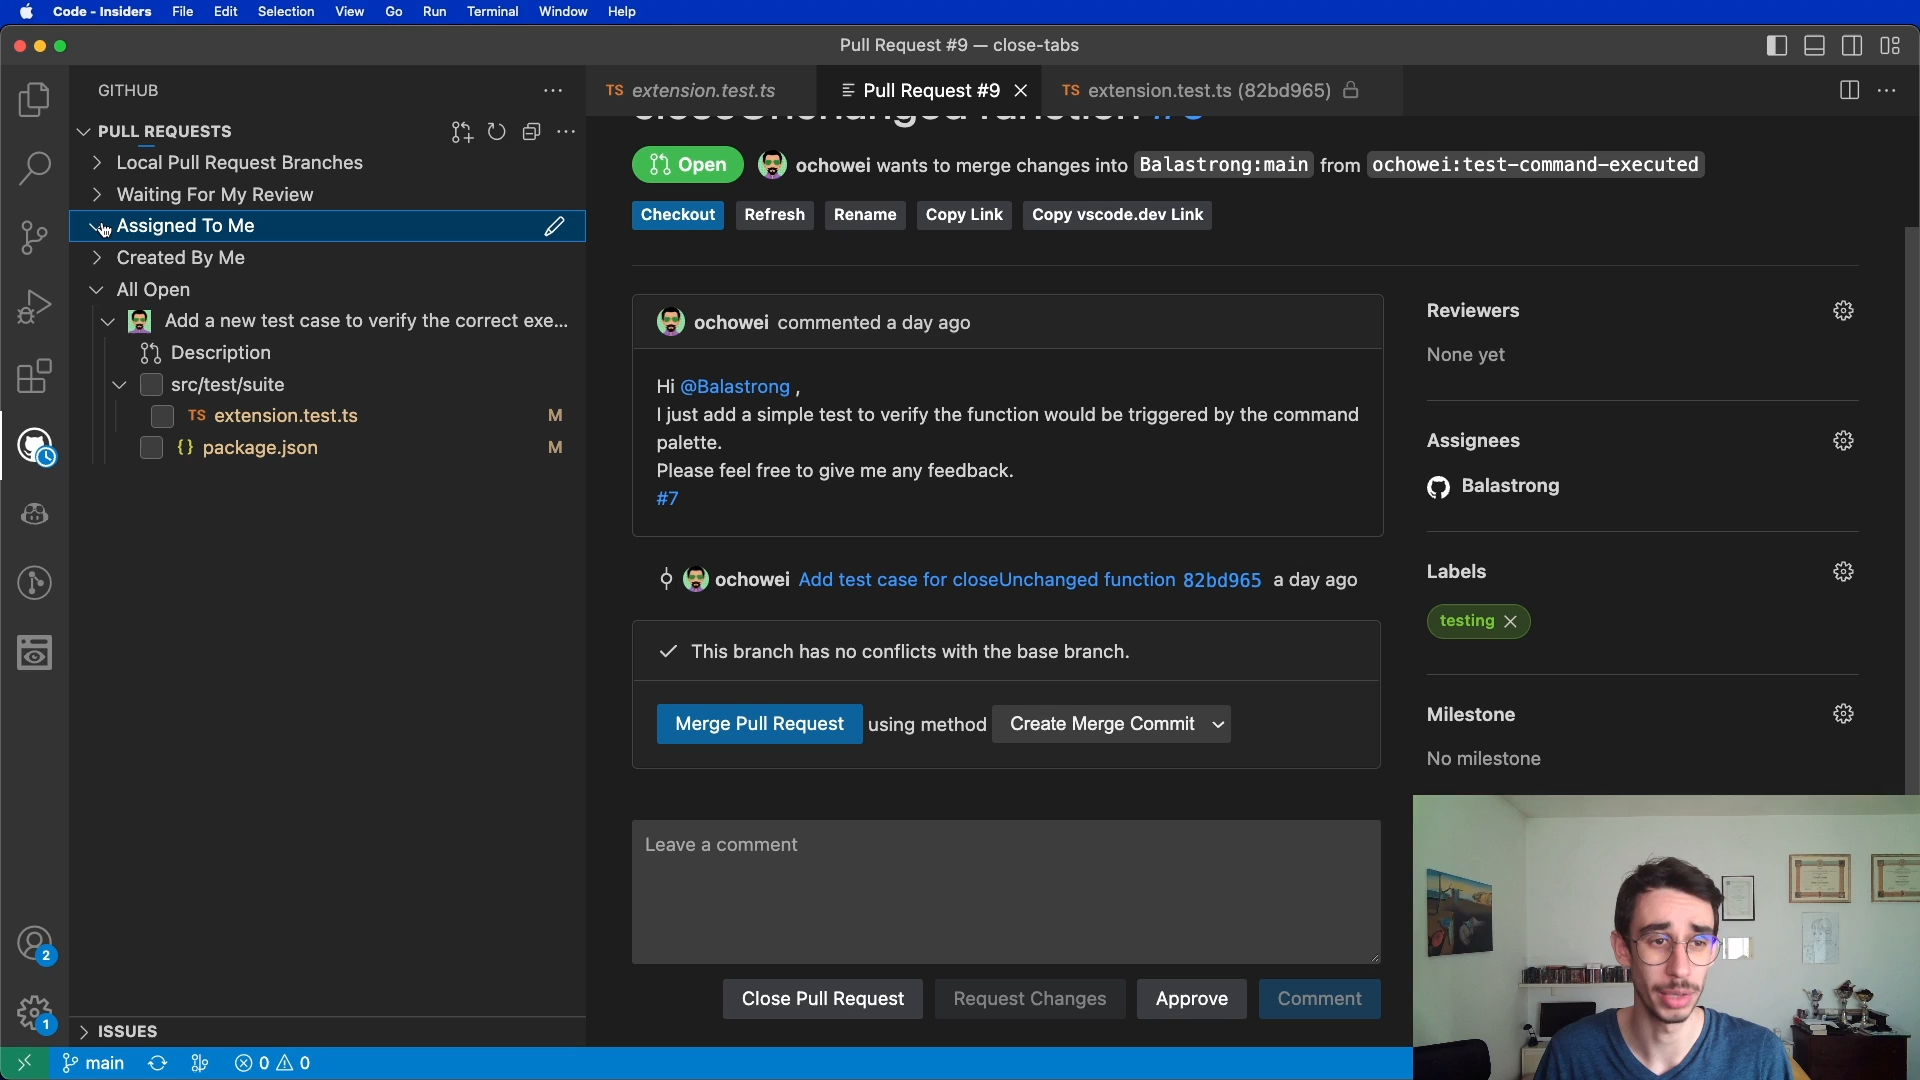 Code - Insiders File Edit Selection View Go Run Terminal Window Help
Pull Request #9 — close-tabs
GITHUB
TS extension.test.ts
Pull Request #9
TS extension.test.ts (82bd965)
PULL REQUESTS
Local Pull Request Branches
Waiting For My Review
Assigned To Me
Created By Me
All Open
Add a new test case to verify the correct exe...
Description
src/test/suite
TS extension.test.ts M
{} package.json M
ISSUES
2
1
main 0 0
closeUnchanged function #8
Open ochowei wants to merge changes into Balastrong:main from ochowei:test-command-executed
Checkout Refresh Rename Copy Link Copy vscode.dev Link
ochowei commented a day ago
Hi @Balastrong ,
I just add a simple test to verify the function would be triggered by the command
palette.
Please feel free to give me any feedback.
#7
ochowei Add test case for closeUnchanged function 82bd965 a day ago
This branch has no conflicts with the base branch.
Merge Pull Request using method Create Merge Commit
Leave a comment
Close Pull Request Request Changes Approve Comment
Reviewers
None yet
Assignees
Balastrong
Labels
testing
Milestone
No milestone